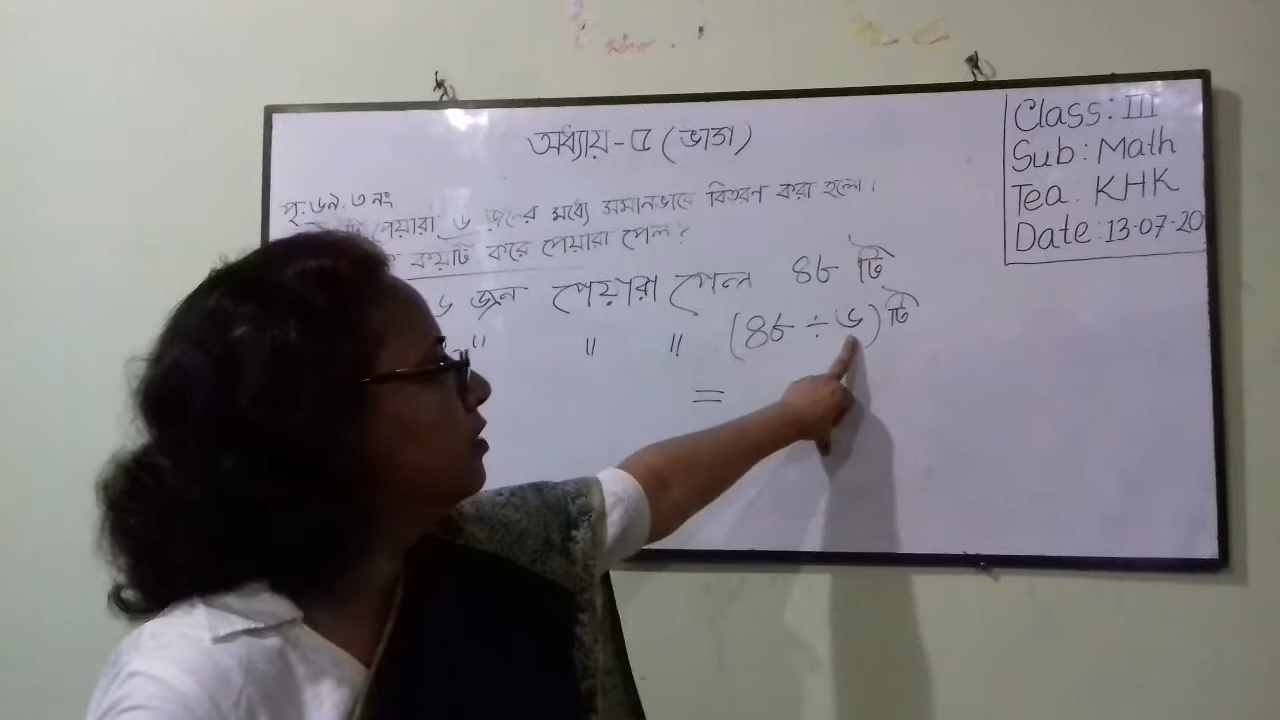 অধ্যায়-৫ (ভাগ)
Class: III
Sub: Math
Tea. KHK
Date: 13-07-20
পৃ:৬৯. ৩ নং
পেয়ারা ৬ জনের মধ্যে সমানভাবে বিতরণ করা হলো।
কয়টি করে পেয়ারা পেল?
৬ জন পেয়ারা পেল ৪৮ টি
" " " (৪৮ ÷ ৬) টি
=